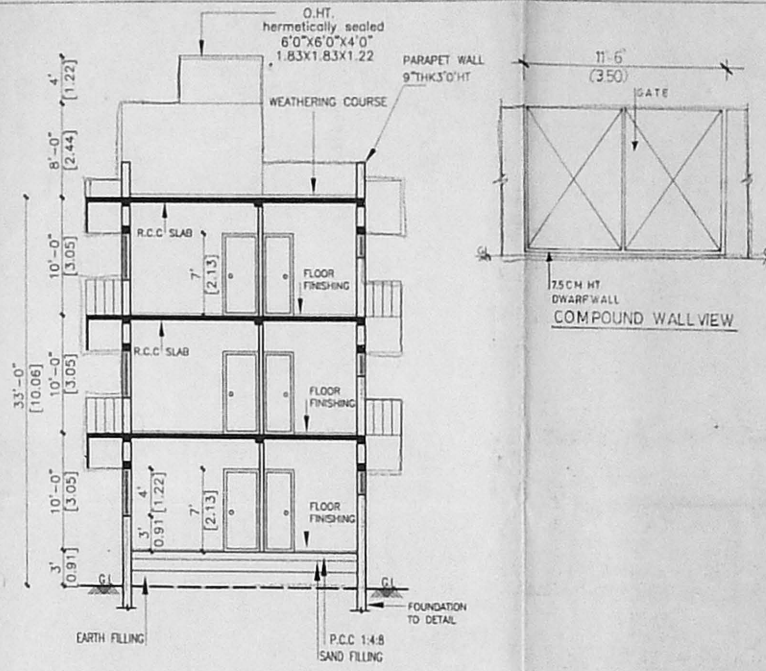 O.HT.
hermetically sealed
6'0"X6'0"X4'0"
1.83X1.83X1.22
PARAPET WALL
9"THK3'0"HT
WEATHERING COURSE
4'
[1.22]
8'-0"
[2.44]
10'-0"
[3.05]
10'-0"
[3.05]
10'-0"
[3.05]
3'
0.91]
33'-0"
[10.06]
R.C.C SLAB
7'
[2.13]
FLOOR
FINISHING
R.C.C SLAB
FLOOR
FINISHING
4'
[1.22]
3'
0.91]
7'
[2.13]
FLOOR
FINISHING
G.L
G.L
FOUNDATION
TO DETAIL
EARTH FILLING
P.C.C 1:4:8
SAND FILLING
11'-6"
(3.50)
GATE
GL
7.5CM HT
DWARFWALL
COMPOUND WALL VIEW